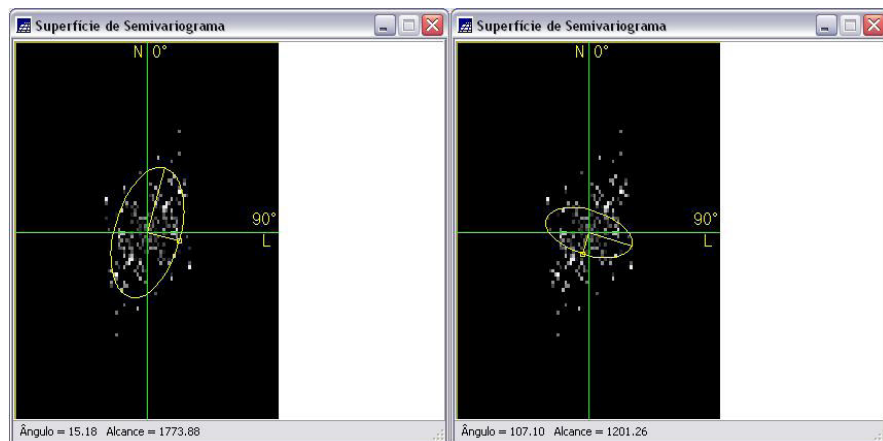 Superfície de Semivariograma
N 0°
90°
L
Ângulo = 15.18 Alcance = 1773.88
Superfície de Semivariograma
N 0°
90°
L
Ângulo = 107.10 Alcance = 1201.26